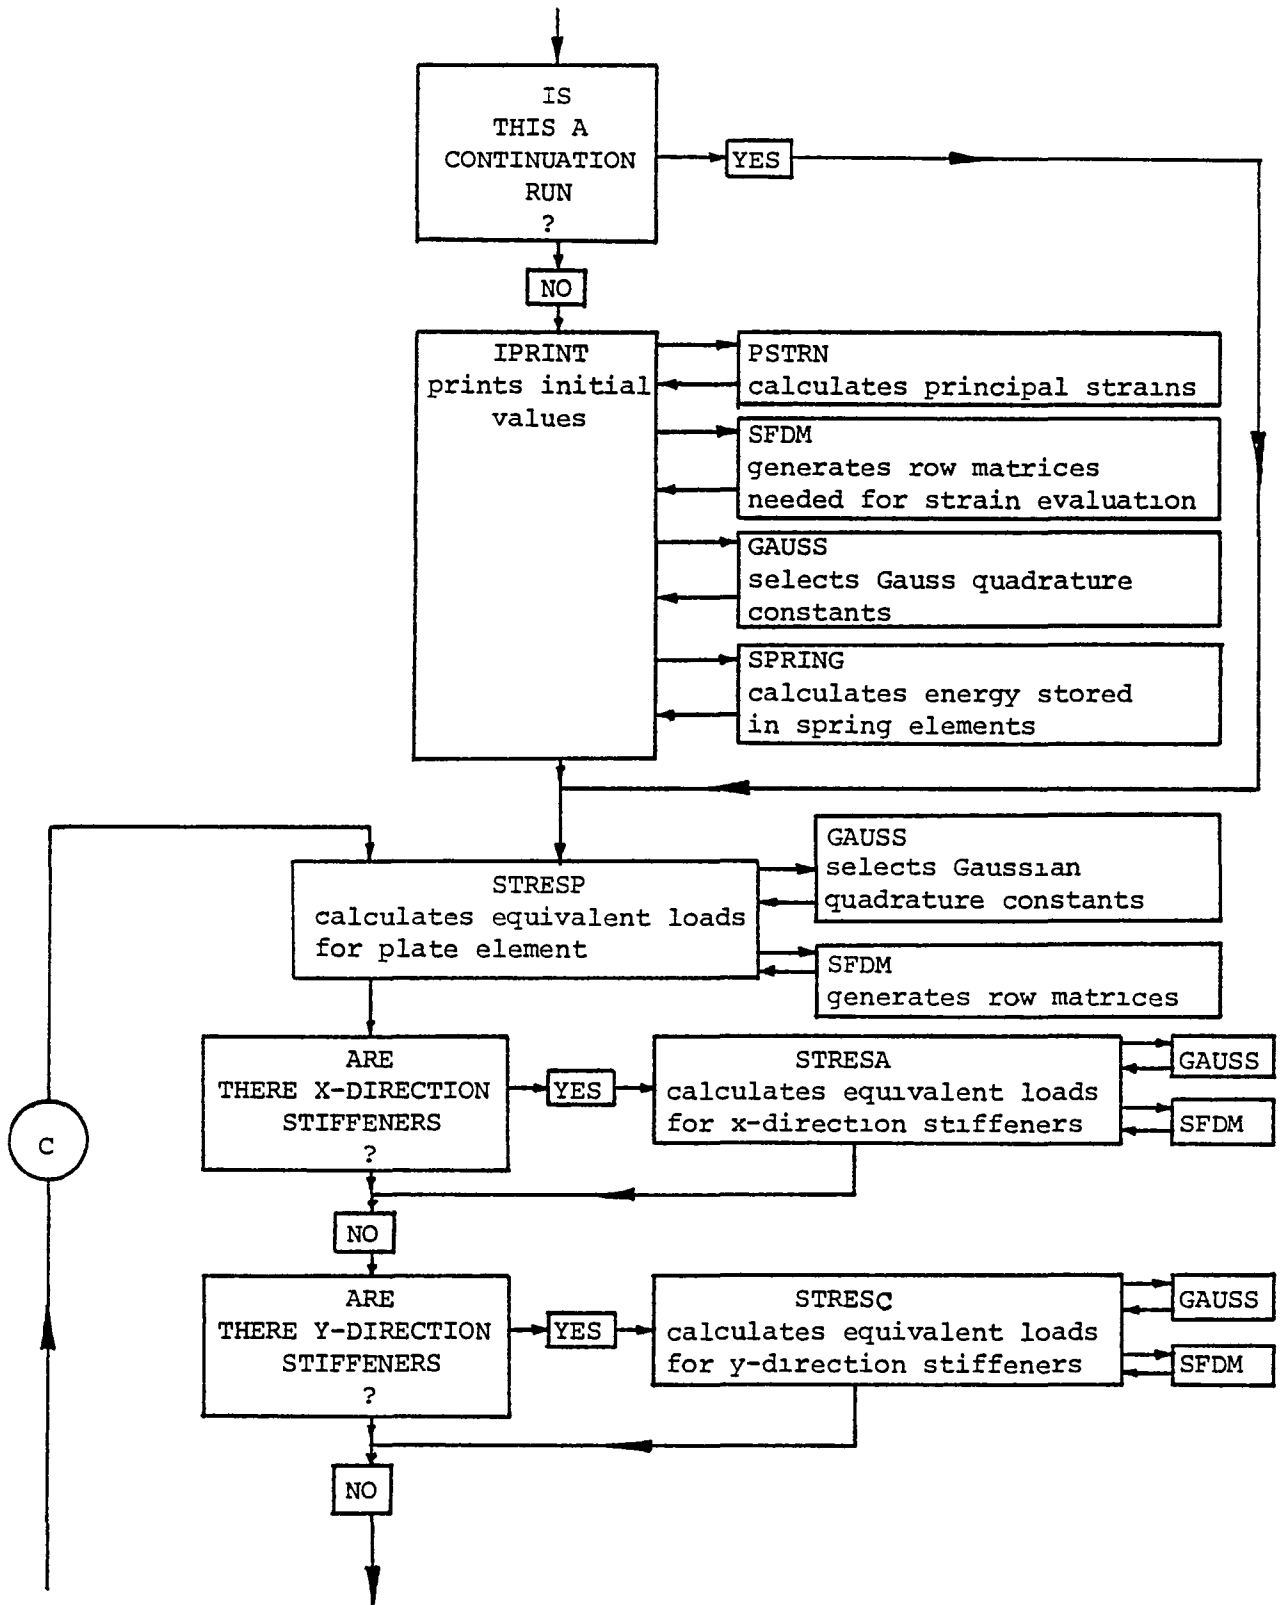 IS
THIS A
CONTINUATION
RUN
?
YES
NO
IPRINT
prints initial
values
PSTRN
calculates principal strains
SFDM
generates row matrices
needed for strain evaluation
GAUSS
selects Gauss quadrature
constants
SPRING
calculates energy stored
in spring elements
STRESP
calculates equivalent loads
for plate element
GAUSS
selects Gaussian
quadrature constants
SFDM
generates row matrices
ARE
THERE X-DIRECTION
STIFFENERS
?
YES
STRESA
calculates equivalent loads
for x-direction stiffeners
GAUSS
SFDM
C
NO
ARE
THERE Y-DIRECTION
STIFFENERS
?
YES
STRESC
calculates equivalent loads
for y-direction stiffeners
GAUSS
SFDM
NO